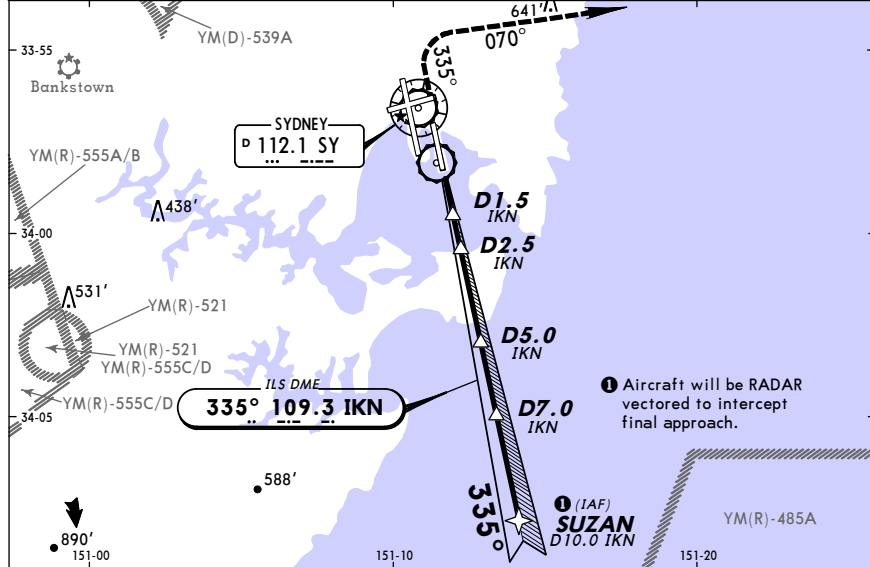 641'
33-55
YM(D)-539A
070°
335°
Bankstown
SYDNEY
D 112.1 SY
YM(R)-555A/B
438'
D1.5
IKN
34-00
D2.5
IKN
531'
YM(R)-521
YM(R)-521
YM(R)-555C/D
D5.0
IKN
YM(R)-555C/D
ILS DME
335° 109.3 IKN
34-05
D7.0
IKN
1 Aircraft will be RADAR
vectored to intercept
final approach.
588'
335°
1 (IAF)
SUZAN
D10.0 IKN
YM(R)-485A
890'
151-00
151-10
151-20